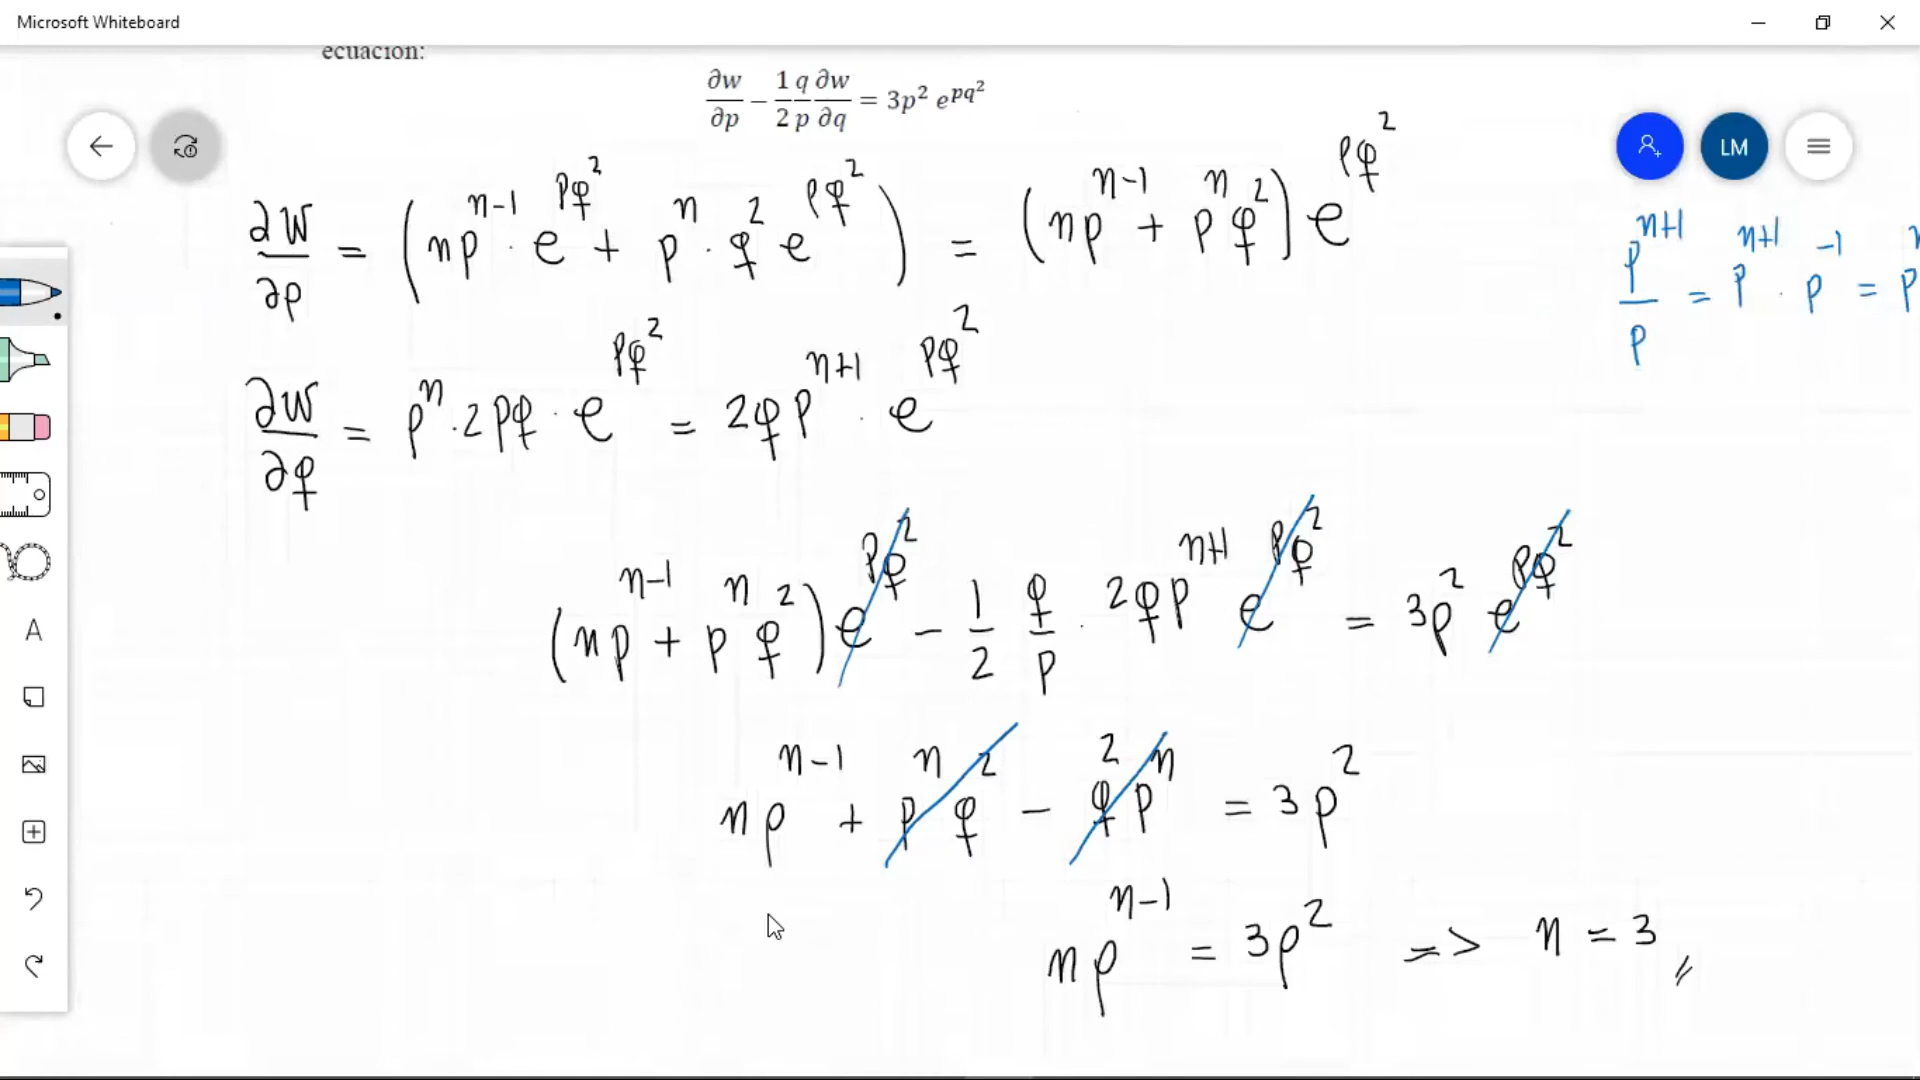 Microsoft Whiteboard
ecuación:
∂w/∂p − 1/2 q/p ∂w/∂q = 3p² e^{pq²}
LM
∂w/∂p = (np^{n-1} · e^{pq²} + p^n · q² e^{pq²}) = (np^{n-1} + p^n q²) e^{pq²}
p^{n+1}/p = p^{n+1} · p^{-1} = p
∂w/∂q = p^n · 2pq · e^{pq²} = 2qp^{n+1} · e^{pq²}
(np^{n-1} + p^n q²) e^{pq²} − 1/2 q/p · 2qp^{n+1} e^{pq²} = 3p² e^{pq²}
A
np^{n-1} + p^n q² − q² p^n = 3p²
np^{n-1} = 3p² => n = 3